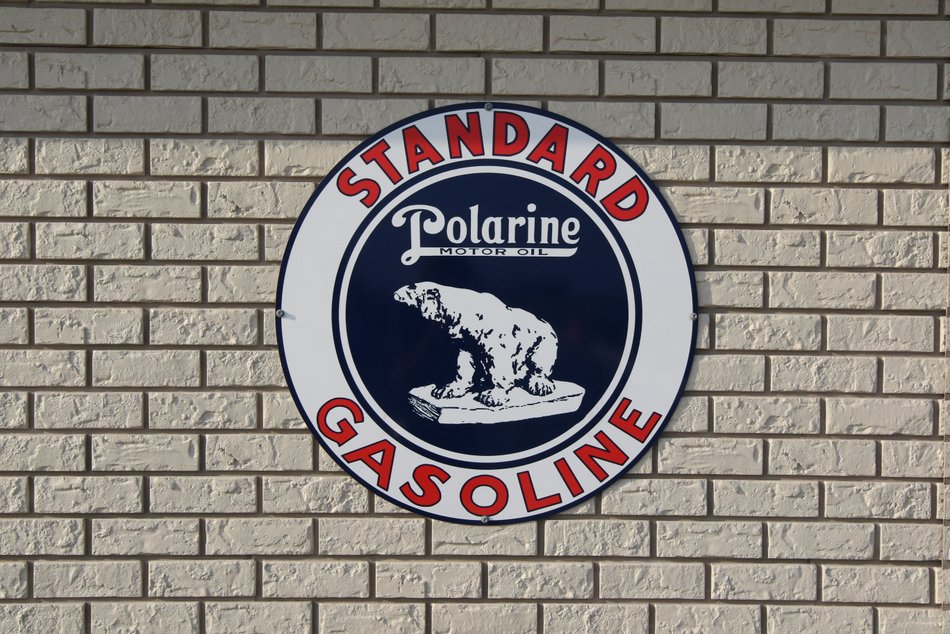 STANDARD
Polarine
MOTOR OIL
GASOLINE